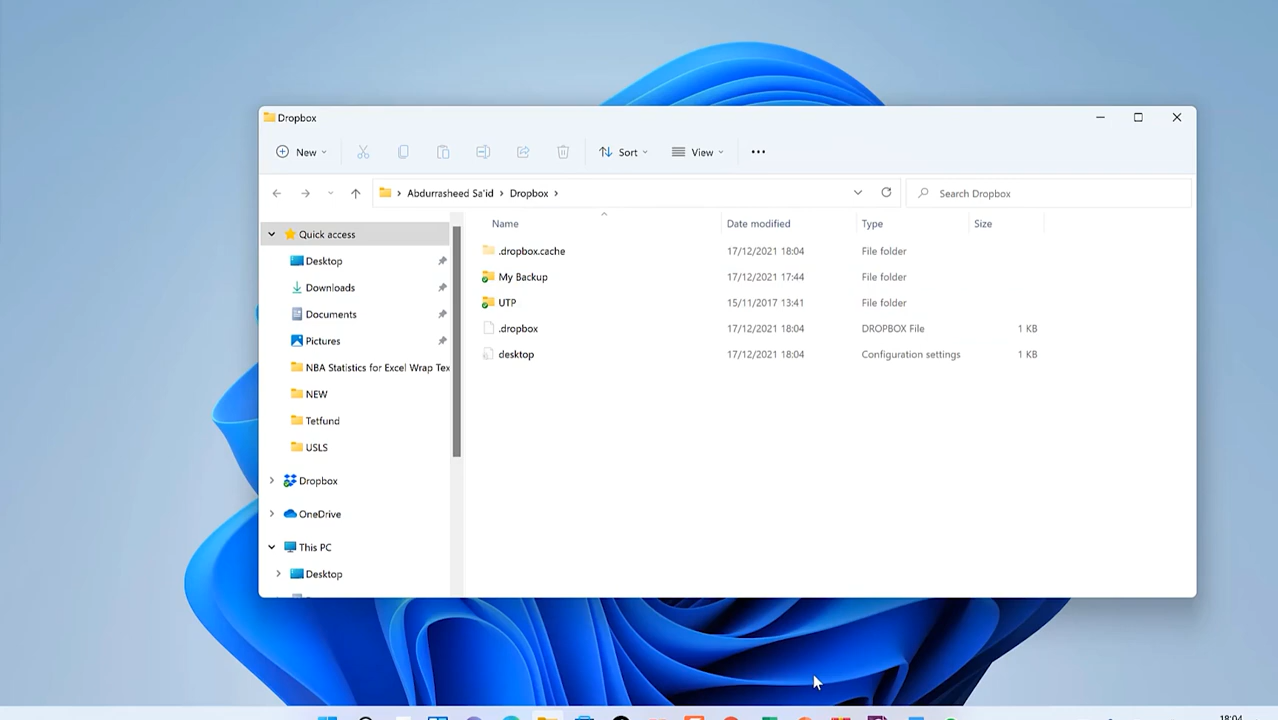 Dropbox
New
Sort
View
Abdurrasheed Sa'id > Dropbox >
Search Dropbox
Name Date modified Type Size
Quick access
Desktop
Downloads
Documents
Pictures
NBA Statistics for Excel Wrap Tex
NEW
Tetfund
USLS
Dropbox
OneDrive
This PC
Desktop
.dropbox.cache 17/12/2021 18:04 File folder
My Backup 17/12/2021 17:44 File folder
UTP 15/11/2017 13:41 File folder
.dropbox 17/12/2021 18:04 DROPBOX File 1 KB
desktop 17/12/2021 18:04 Configuration settings 1 KB
18:04